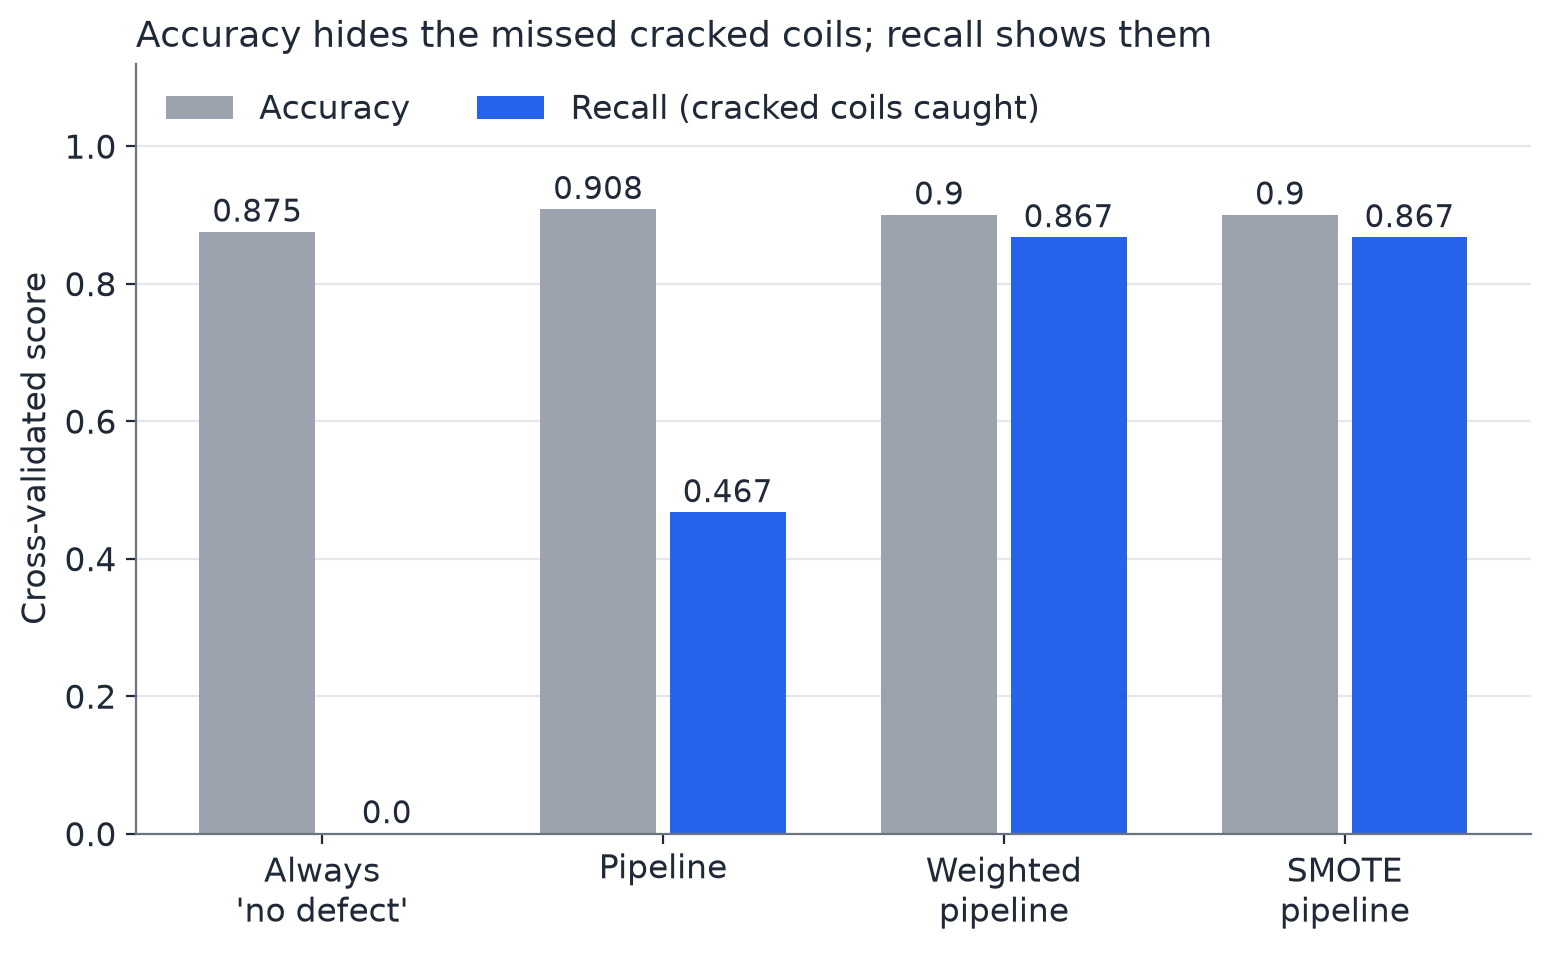 Accuracy hides the missed cracked coils; recall shows them
Accuracy
Recall (cracked coils caught)
Cross-validated score
1.0
0.8
0.6
0.4
0.2
0.0
0.875
0.0
0.908
0.467
0.9
0.867
0.9
0.867
Always
'no defect'
Pipeline
Weighted
pipeline
SMOTE
pipeline